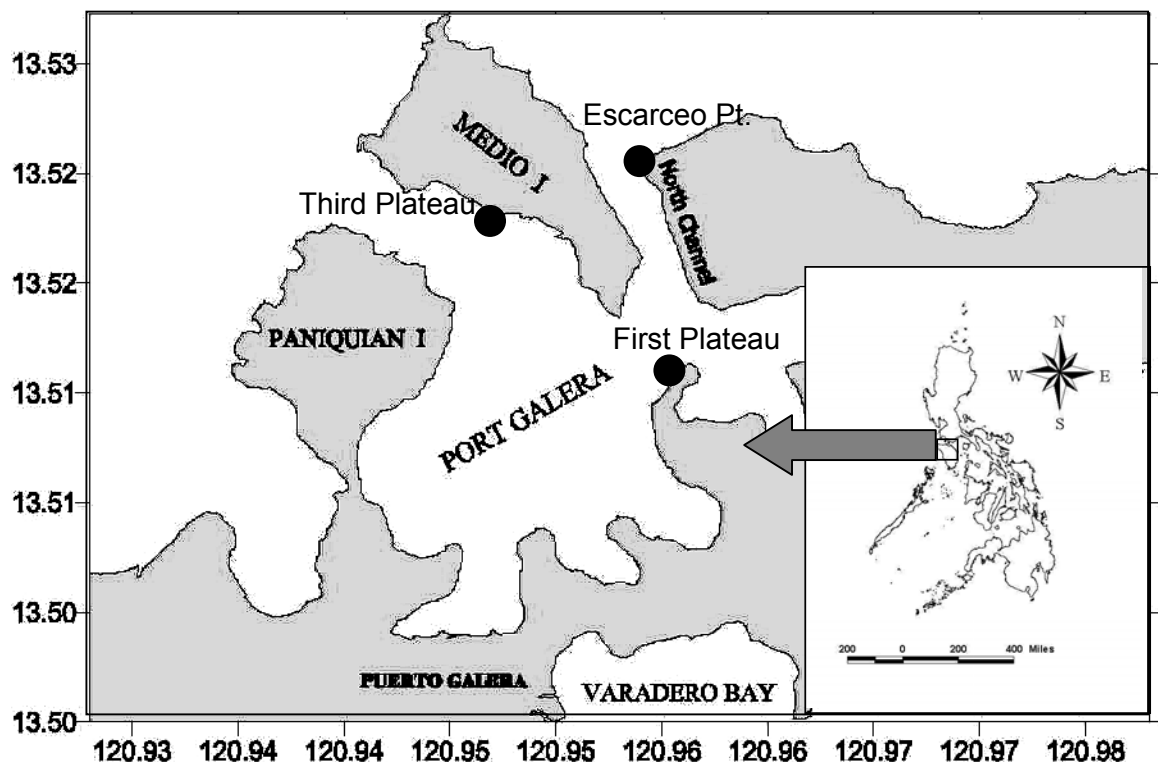 13.53
Escarceo Pt.
MEDIO I
13.52
North Channel
Third Plateau
13.52
PANIQUIAN I
First Plateau
N
W E
S
13.51
PORT GALERA
13.51
13.50
200 0 200 400 Miles
PUERTO GALERA
VARADERO BAY
13.50
120.93 120.94 120.94 120.95 120.95 120.96 120.96 120.97 120.97 120.98